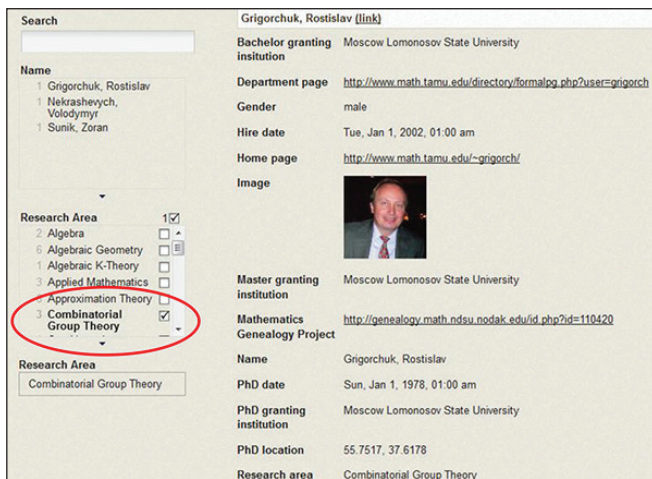 Search
Name
1 Grigorchuk, Rostislav
1 Nekrashevych,
Volodymyr
1 Sunik, Zoran
Research Area 1
2 Algebra
6 Algebraic Geometry
1 Algebraic K-Theory
3 Applied Mathematics
Approximation Theory
3 Combinatorial
Group Theory
Research Area
Combinatorial Group Theory
Grigorchuk, Rostislav (link)
Bachelor granting Moscow Lomonosov State University
insitution
Department page http://www.math.tamu.edu/directory/formalpg.php?user=grigorch
Gender male
Hire date Tue, Jan 1, 2002, 01:00 am
Home page http://www.math.tamu.edu/~grigorch/
Image
Master granting Moscow Lomonosov State University
institution
Mathematics http://genealogy.math.ndsu.nodak.edu/id.php?id=110420
Genealogy Project
Name Grigorchuk, Rostislav
PhD date Sun, Jan 1, 1978, 01:00 am
PhD granting Moscow Lomonosov State University
institution
PhD location 55.7517, 37.6178
Research area Combinatorial Group Theory